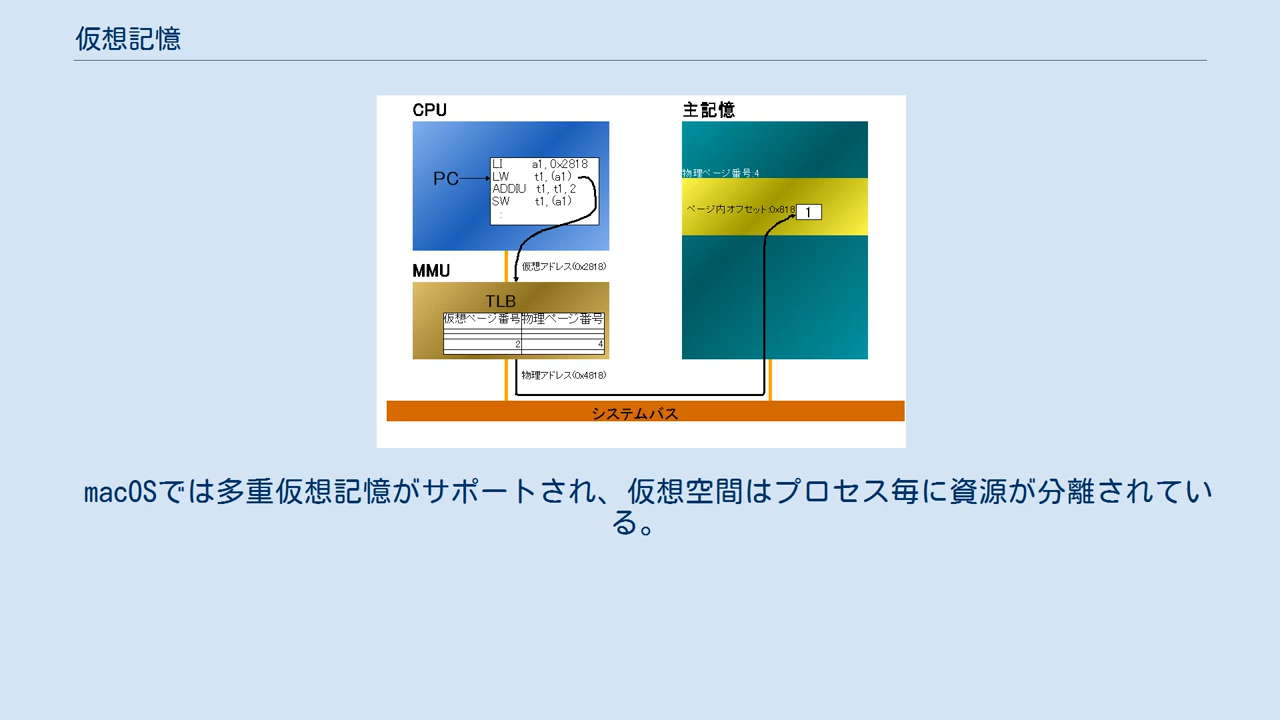 仮想記憶
CPU
主記憶
PC
LI a1,0x2818
LW t1,(a1)
ADDIU t1,t1,2
SW t1,(a1)
:
物理ページ番号:4
ページ内オフセット:0x818
1
仮想アドレス(0x2818)
MMU
TLB
仮想ページ番号 物理ページ番号
2 4
物理アドレス(0x4818)
システムバス
macOSでは多重仮想記憶がサポートされ、仮想空間はプロセス毎に資源が分離されてい
る。